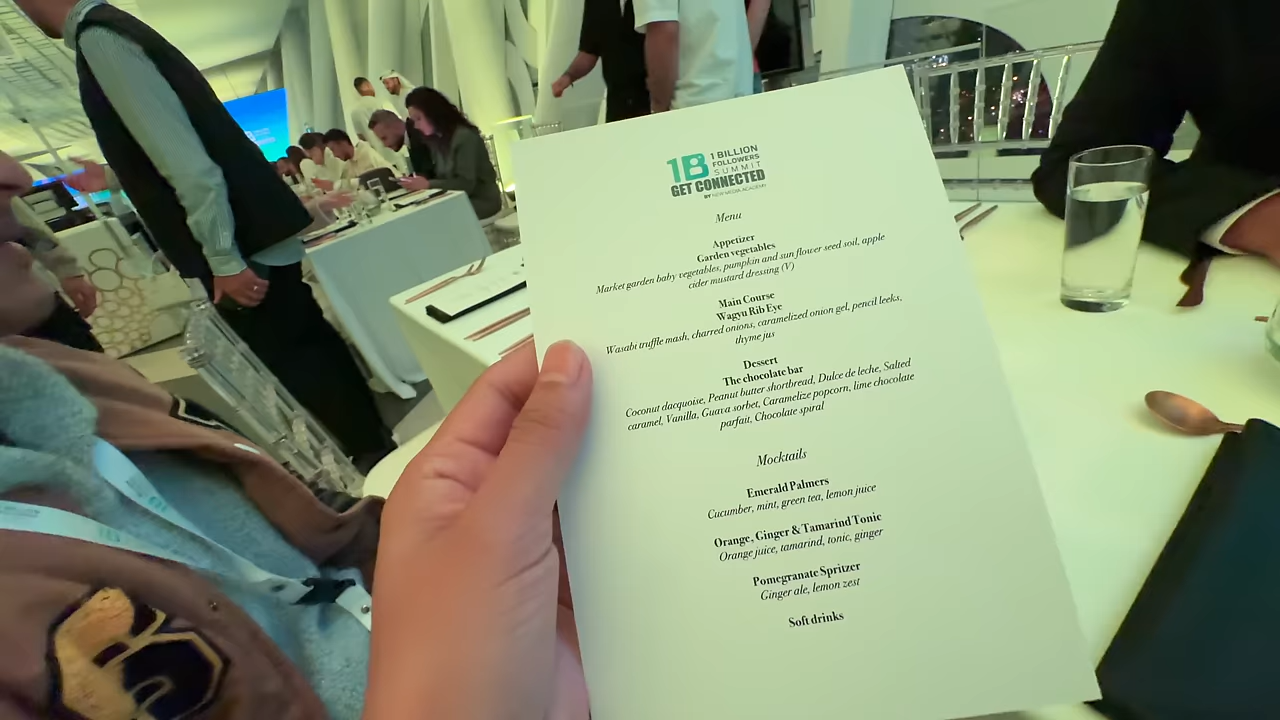 1B 1 BILLION
FOLLOWERS
SUMMIT
GET CONNECTED
BY NEW MEDIA ACADEMY
Menu
Appetizer
Garden vegetables
Market garden baby vegetables, pumpkin and sun flower seed soil, apple
cider mustard dressing (V)
Main Course
Wagyu Rib Eye
Wasabi truffle mash, charred onions, caramelized onion gel, pencil leeks,
thyme jus
Dessert
The chocolate bar
Coconut dacquoise, Peanut butter shortbread, Dulce de leche, Salted
caramel, Vanilla, Guava sorbet, Caramelize popcorn, lime chocolate
parfait, Chocolate spiral
Mocktails
Emerald Palmers
Cucumber, mint, green tea, lemon juice
Orange, Ginger & Tamarind Tonic
Orange juice, tamarind, tonic, ginger
Pomegranate Spritzer
Ginger ale, lemon zest
Soft drinks